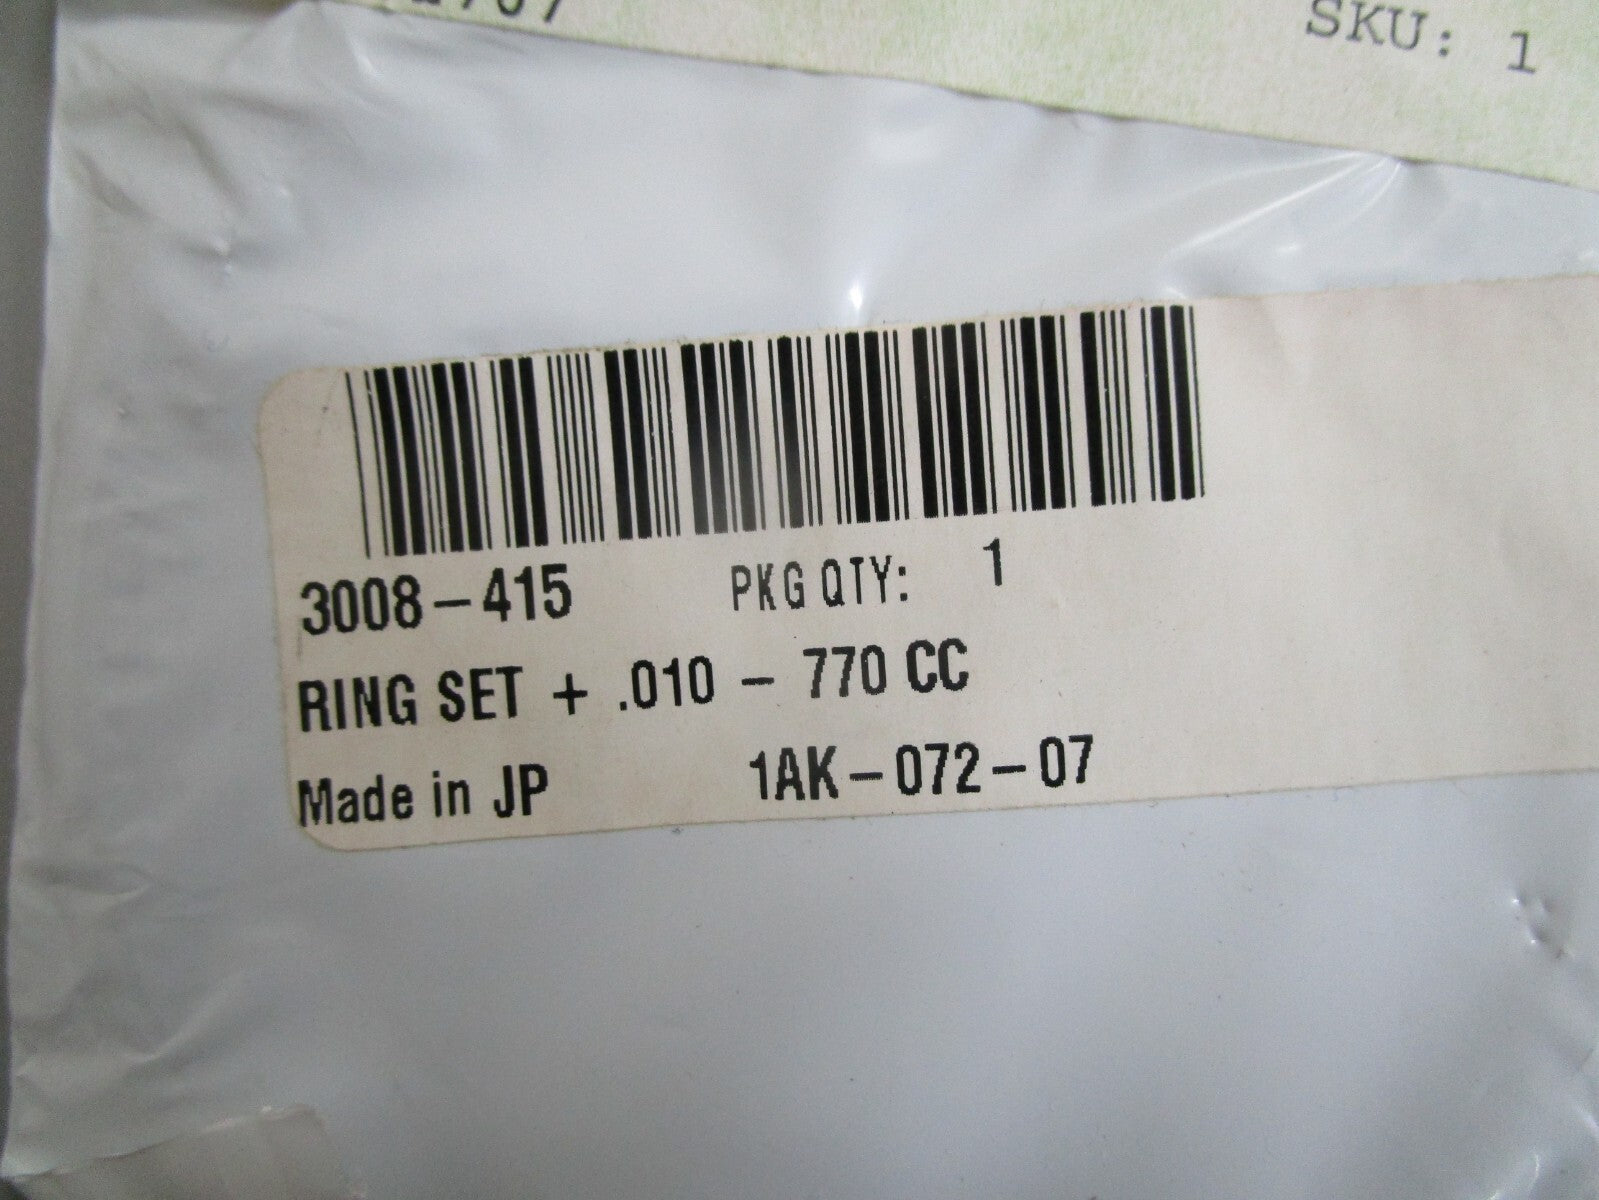 SKU: 1
3008-415 PKG QTY: 1
RING SET + .010 - 770 CC
Made in JP 1AK-072-07